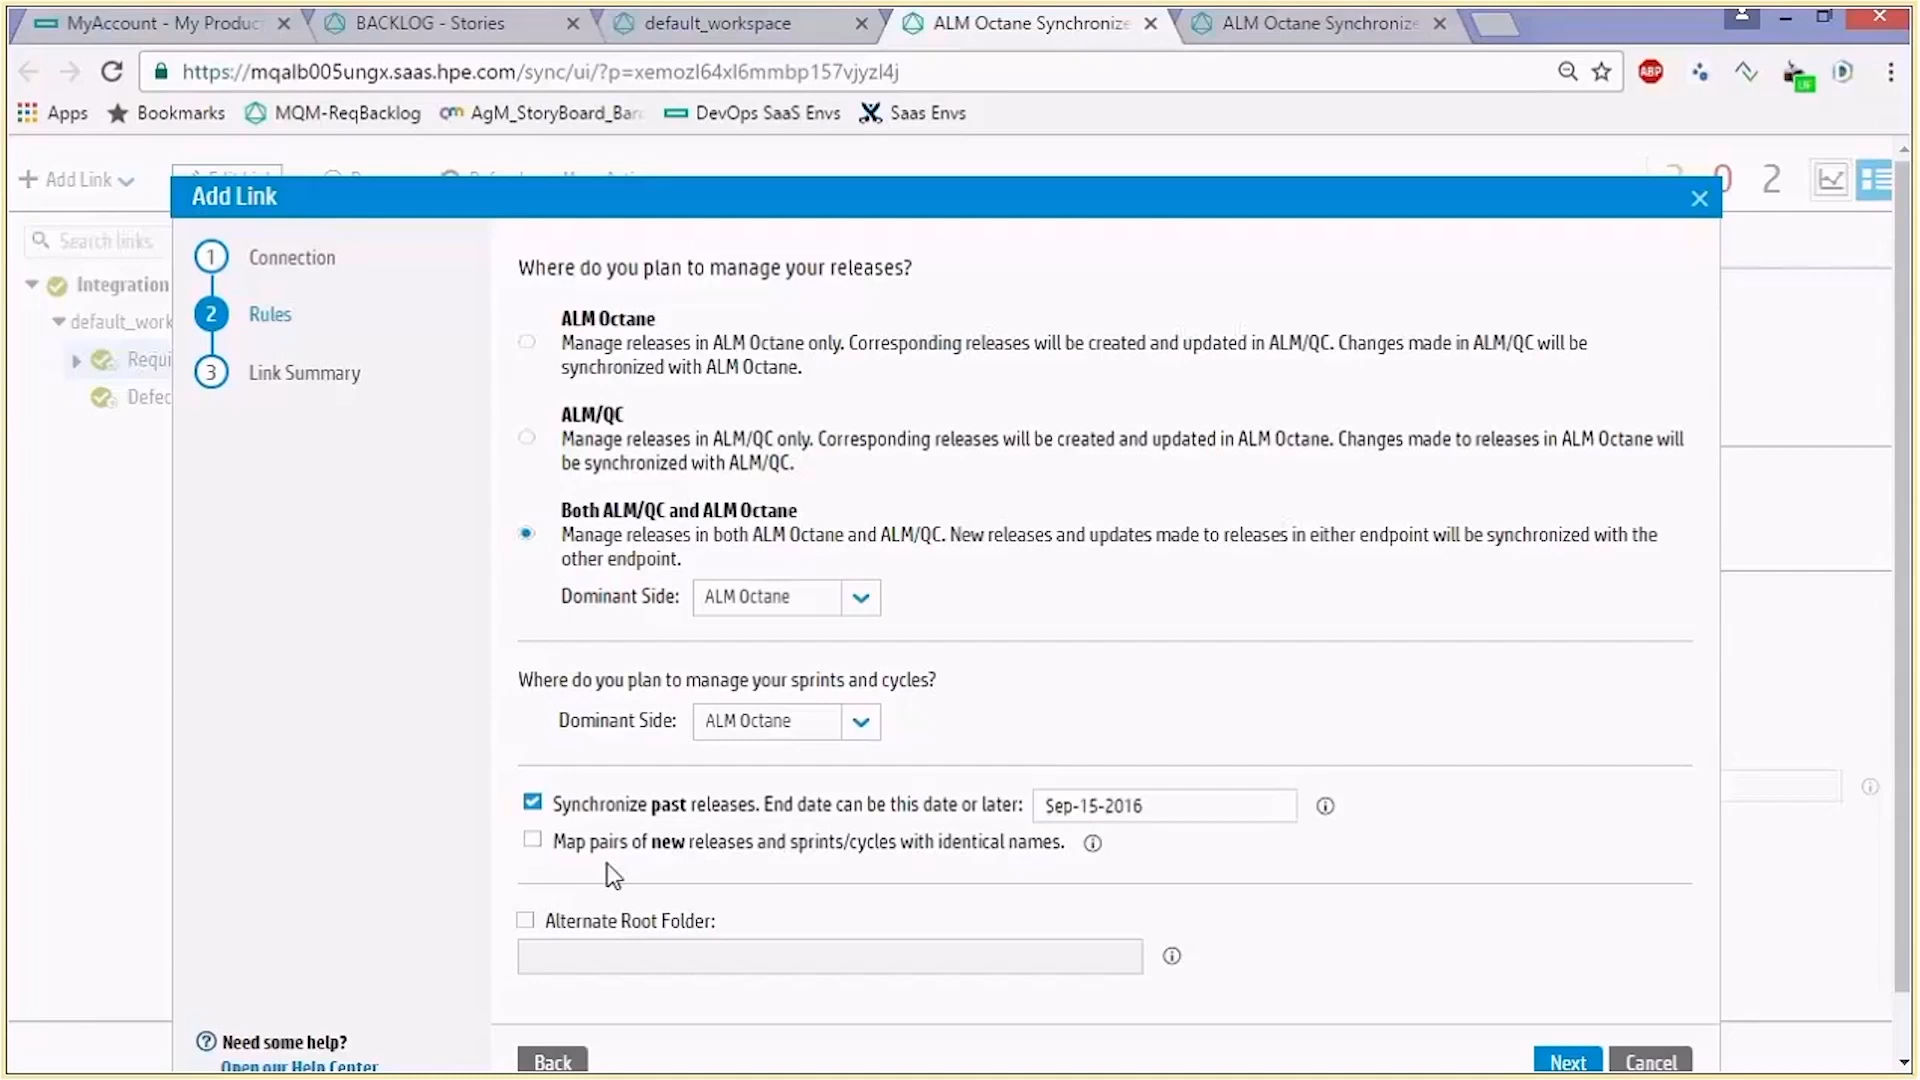 MyAccount - My Produc
BACKLOG - Stories
default_workspace
ALM Octane Synchronize
ALM Octane Synchronize
https://mqalb005ungx.saas.hpe.com/sync/ui/?p=xemozl64xl6mmbp157vjyzl4j
ABP
Apps
Bookmarks
MQM-ReqBacklog
AgM_StoryBoard_Bar
DevOps SaaS Envs
Saas Envs
+ Add Link
0 2
Add Link
Search links
Integration
default_work
Requi
Defec
1 Connection
2 Rules
3 Link Summary
Where do you plan to manage your releases?
ALM Octane
Manage releases in ALM Octane only. Corresponding releases will be created and updated in ALM/QC. Changes made in ALM/QC will be
synchronized with ALM Octane.
ALM/QC
Manage releases in ALM/QC only. Corresponding releases will be created and updated in ALM Octane. Changes made to releases in ALM Octane will
be synchronized with ALM/QC.
Both ALM/QC and ALM Octane
Manage releases in both ALM Octane and ALM/QC. New releases and updates made to releases in either endpoint will be synchronized with the
other endpoint.
Dominant Side: ALM Octane
Where do you plan to manage your sprints and cycles?
Dominant Side: ALM Octane
Synchronize past releases. End date can be this date or later: Sep-15-2016
Map pairs of new releases and sprints/cycles with identical names.
Alternate Root Folder:
Need some help?
Open our Help Center
Back
Next
Cancel